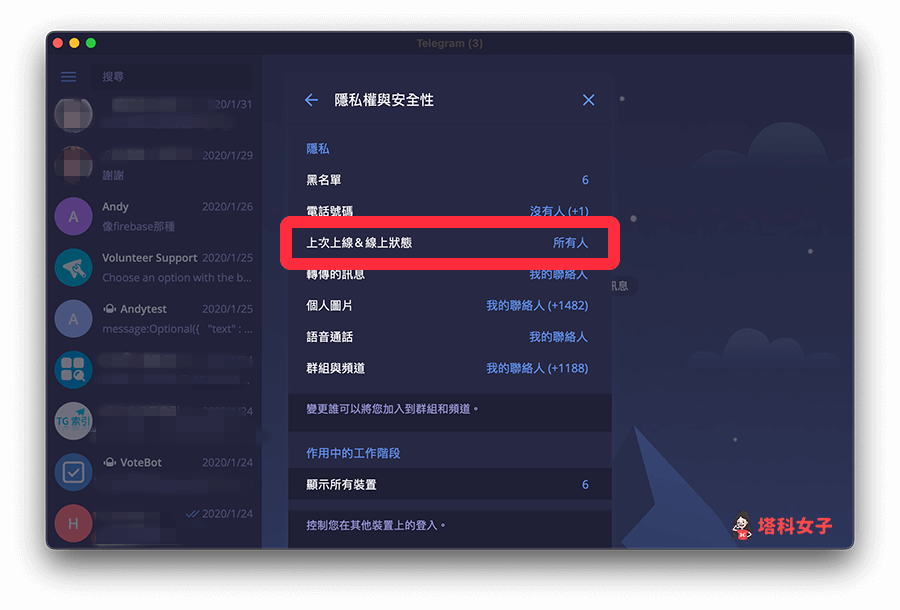 Telegram (3)
搜尋
2020/1/31
2020/1/29
謝謝
Andy 2020/1/26
像firebase那種
Volunteer Support 2020/1/25
Choose an option with the b...
Andytest 2020/1/25
message:Optional({ "text" : ...
TG 索引
VoteBot 2020/1/24
H 2020/1/24
隱私權與安全性
隱私
黑名單 6
電話號碼 沒有人 (+1)
上次上線&線上狀態 所有人
轉傳的訊息 我的聯絡人
個人圖片 我的聯絡人 (+1482)
語音通話 我的聯絡人
群組與頻道 我的聯絡人 (+1188)
變更誰可以將您加入到群組和頻道。
作用中的工作階段
顯示所有裝置 6
控制您在其他裝置上的登入。
訊息
塔科女子